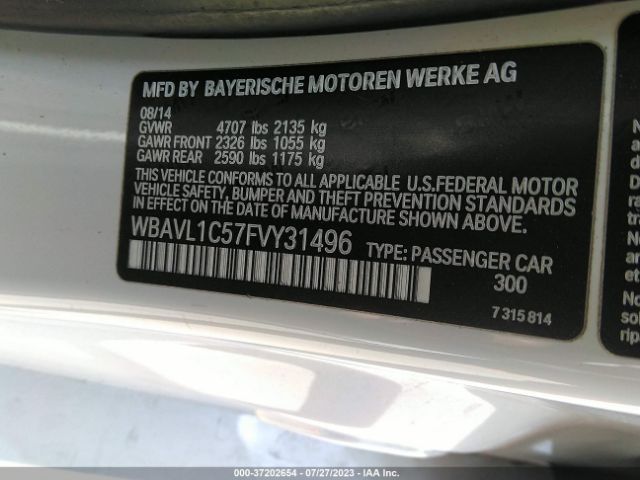 MFD BY BAYERISCHE MOTOREN WERKE AG
08/14
GVWR 4707 lbs 2135 kg
GAWR FRONT 2326 lbs 1055 kg
GAWR REAR 2590 lbs 1175 kg
THIS VEHICLE CONFORMS TO ALL APPLICABLE U.S.FEDERAL MOTOR
VEHICLE SAFETY, BUMPER AND THEFT PREVENTION STANDARDS
IN EFFECT ON THE DATE OF MANUFACTURE SHOWN ABOVE.
WBAVL1C57FVY31496 TYPE: PASSENGER CAR
300
7 315 814
000-37202654 | 07/27/2023 | IAA Inc.